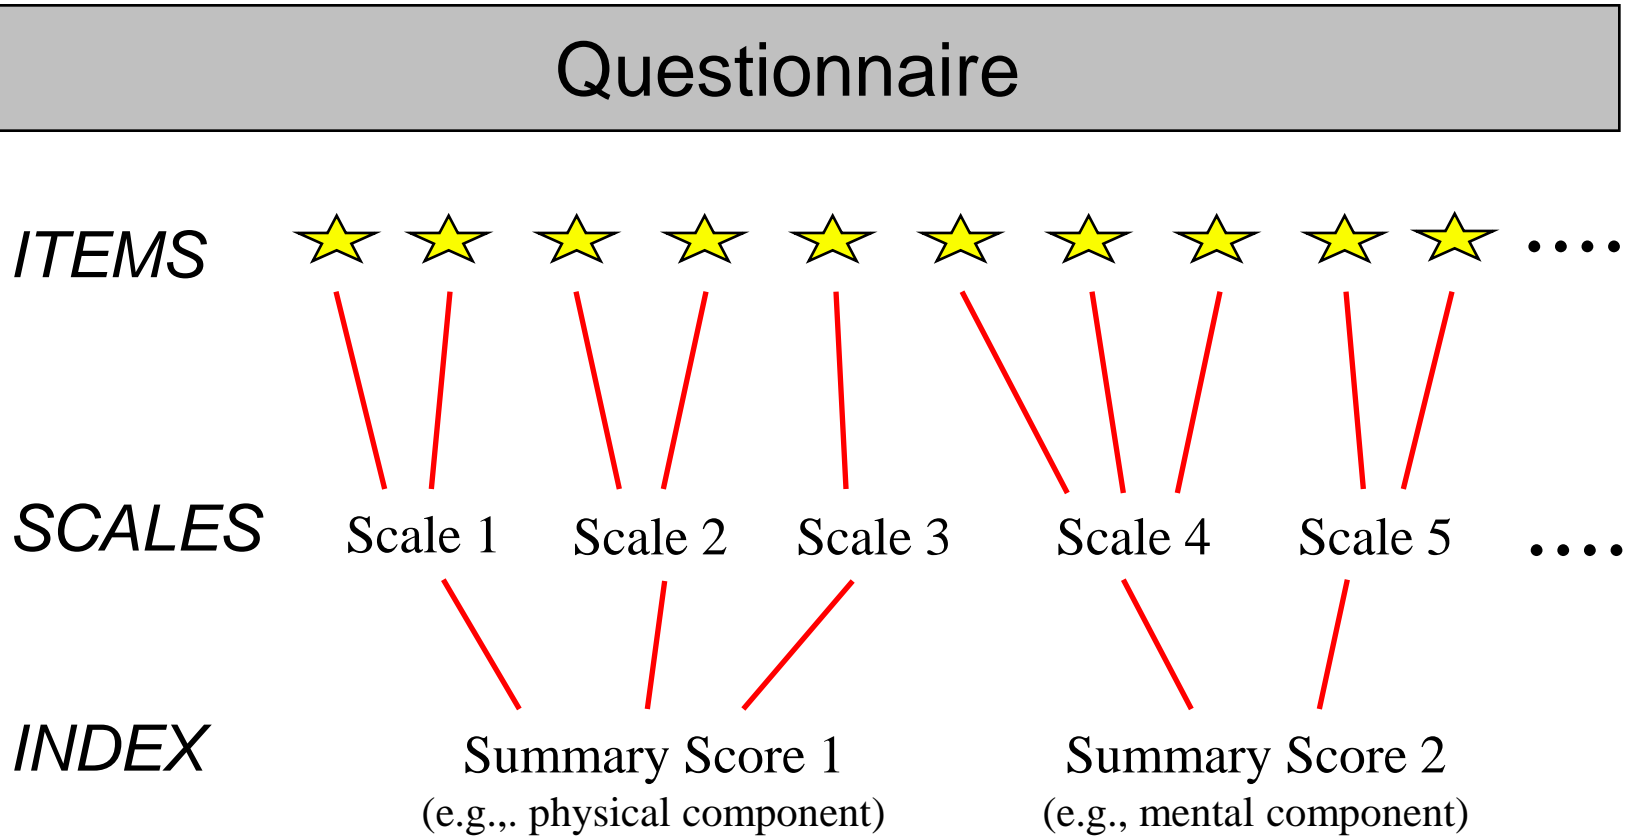 Questionnaire
ITEMS ....
SCALES Scale 1 Scale 2 Scale 3 Scale 4 Scale 5 ....
INDEX Summary Score 1 Summary Score 2
(e.g.,. physical component) (e.g., mental component)